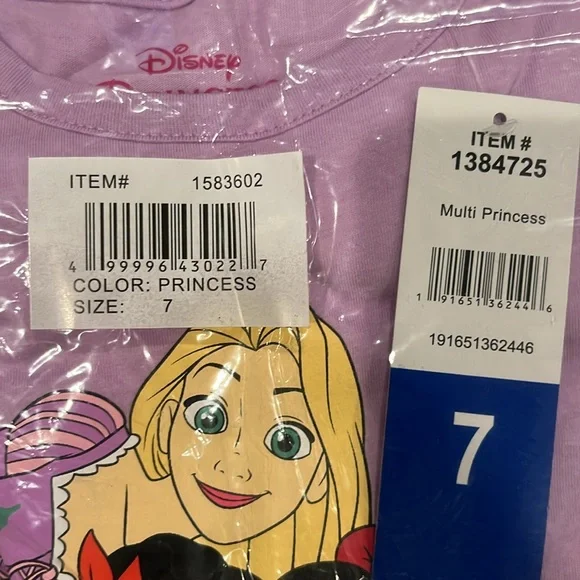 Disney
ITEM# 1583602
4 99996 43022 7
COLOR: PRINCESS
SIZE: 7
ITEM #
1384725
Multi Princess
1 91651 36244 6
191651362446
7